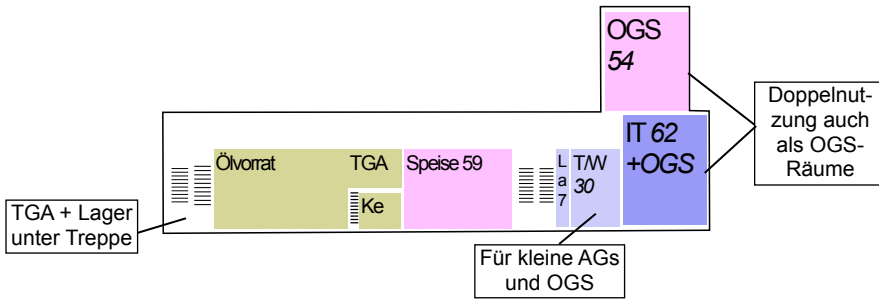 OGS
54
Doppelnut-
zung auch
als OGS-
Räume
IT 62
+OGS
Ölvorrat
TGA
Speise 59
L
a
7
T/W
30
Ke
TGA + Lager
unter Treppe
Für kleine AGs
und OGS